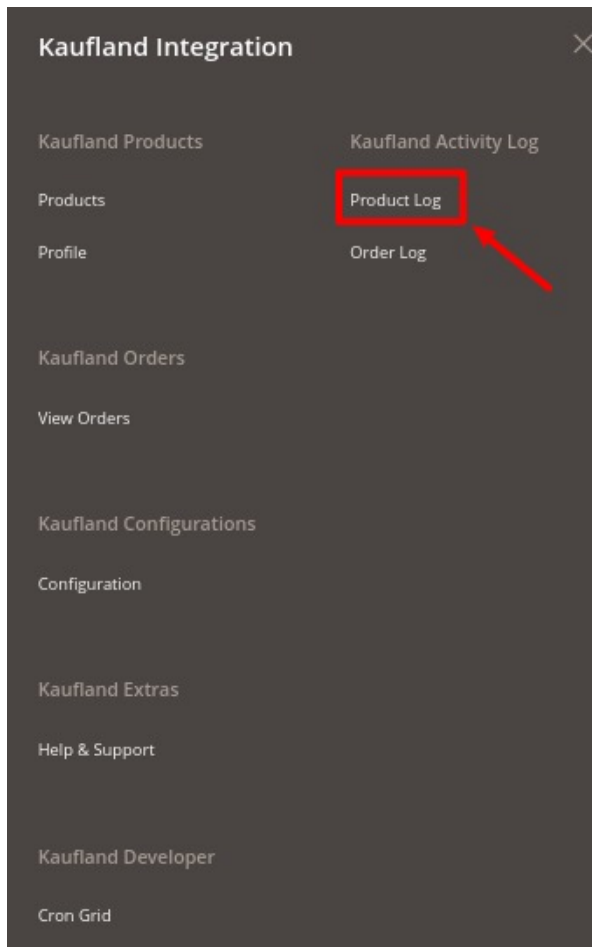 Kaufland Integration
Kaufland Products
Products
Profile
Kaufland Activity Log
Product Log
Order Log
Kaufland Orders
View Orders
Kaufland Configurations
Configuration
Kaufland Extras
Help & Support
Kaufland Developer
Cron Grid